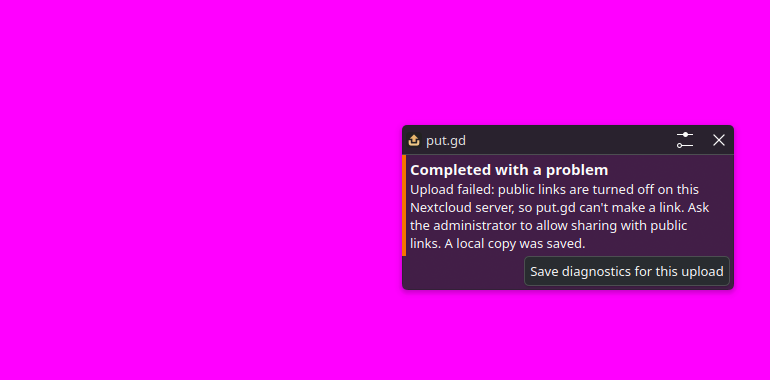 put.gd
Completed with a problem
Upload failed: public links are turned off on this
Nextcloud server, so put.gd can't make a link. Ask
the administrator to allow sharing with public
links. A local copy was saved.
Save diagnostics for this upload